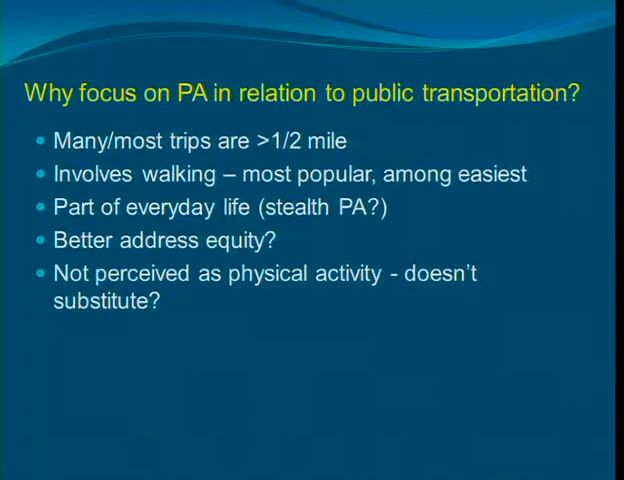 Why focus on PA in relation to public transportation?
• Many/most trips are >1/2 mile
• Involves walking – most popular, among easiest
• Part of everyday life (stealth PA?)
• Better address equity?
• Not perceived as physical activity - doesn't
substitute?